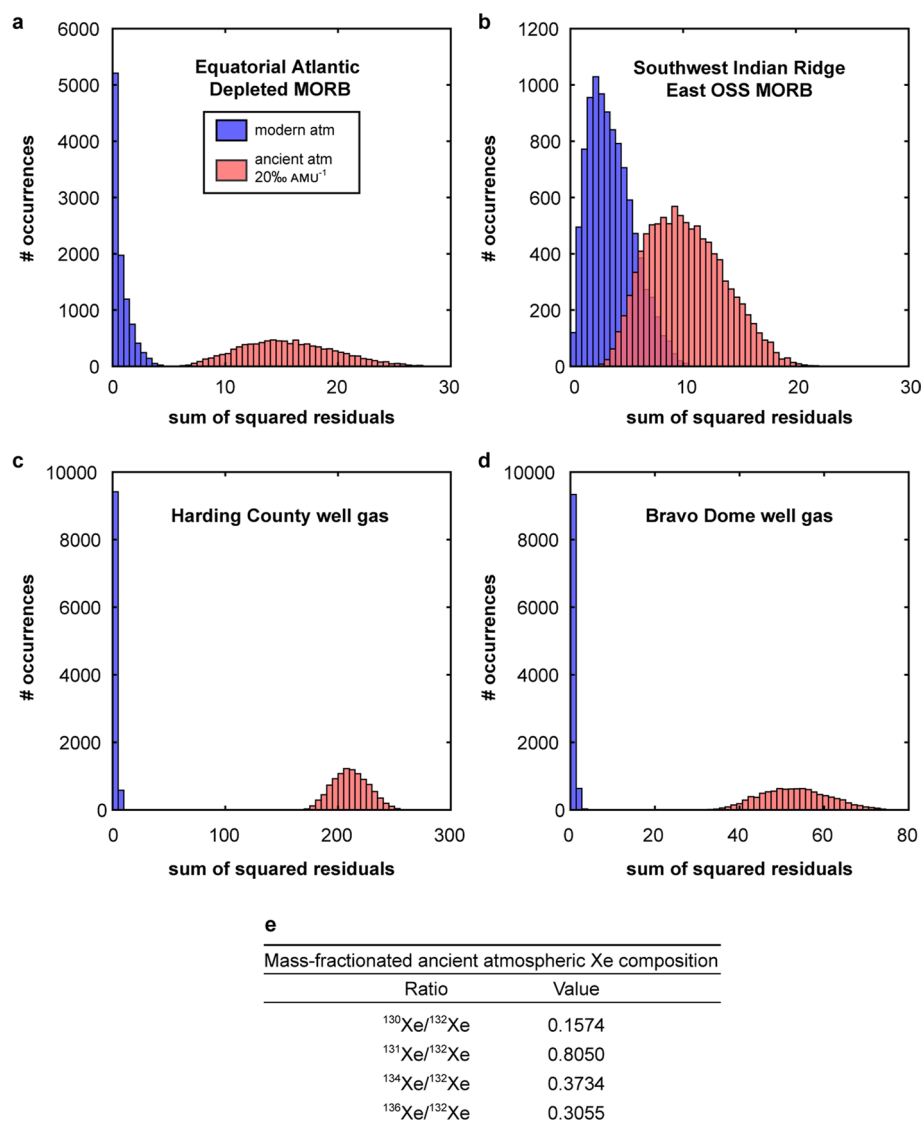 a
6000
5000
4000
3000
2000
1000
0
# occurrences
Equatorial Atlantic
Depleted MORB
modern atm
ancient atm
20‰ AMU⁻¹
0 10 20 30
sum of squared residuals
b
1200
1000
800
600
400
200
0
# occurrences
Southwest Indian Ridge
East OSS MORB
0 10 20 30
sum of squared residuals
c
10000
8000
6000
4000
2000
0
# occurrences
Harding County well gas
0 100 200 300
sum of squared residuals
d
10000
8000
6000
4000
2000
0
# occurrences
Bravo Dome well gas
0 20 40 60 80
sum of squared residuals
e
Mass-fractionated ancient atmospheric Xe composition
Ratio Value
¹³⁰Xe/¹³²Xe 0.1574
¹³¹Xe/¹³²Xe 0.8050
¹³⁴Xe/¹³²Xe 0.3734
¹³⁶Xe/¹³²Xe 0.3055